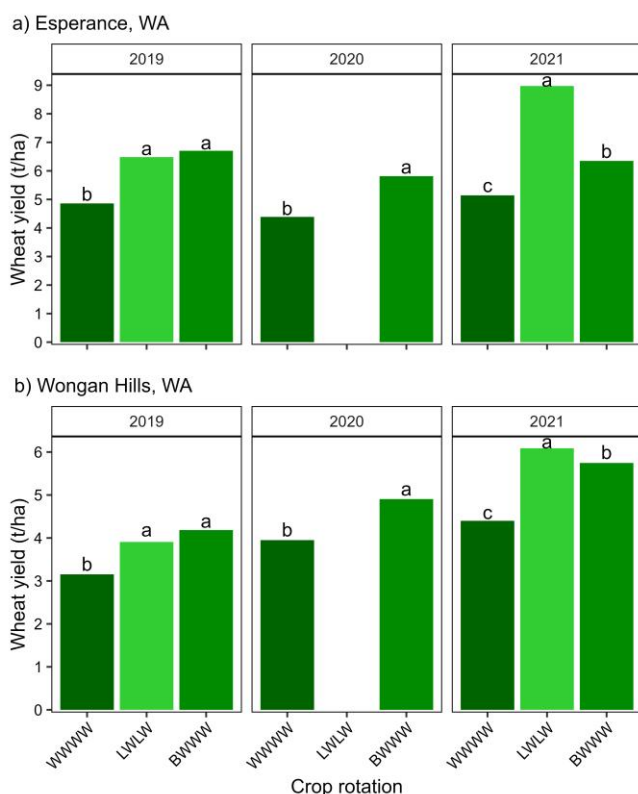 a) Esperance, WA
2019 2020 2021
Wheat yield (t/ha)
9
8
7
6
5
4
3
2
1
0
b a a
b a
c a b
b) Wongan Hills, WA
2019 2020 2021
Wheat yield (t/ha)
6
5
4
3
2
1
0
b a a
b a
c a b
WWWW LWLW BWWW WWWW LWLW BWWW WWWW LWLW BWWW
Crop rotation